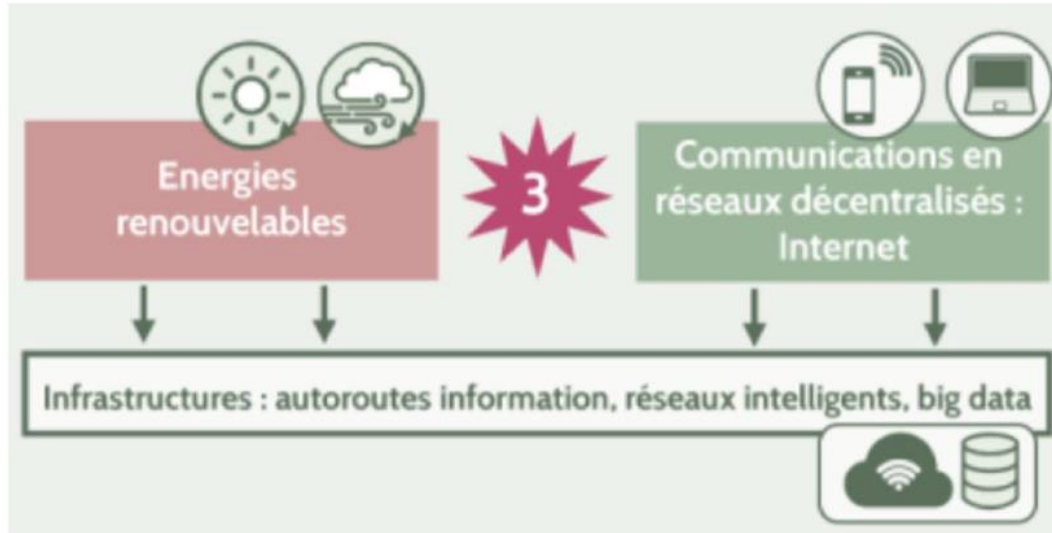 Energies
renouvelables
3
Communications en
réseaux décentralisés :
Internet
Infrastructures : autoroutes information, réseaux intelligents, big data